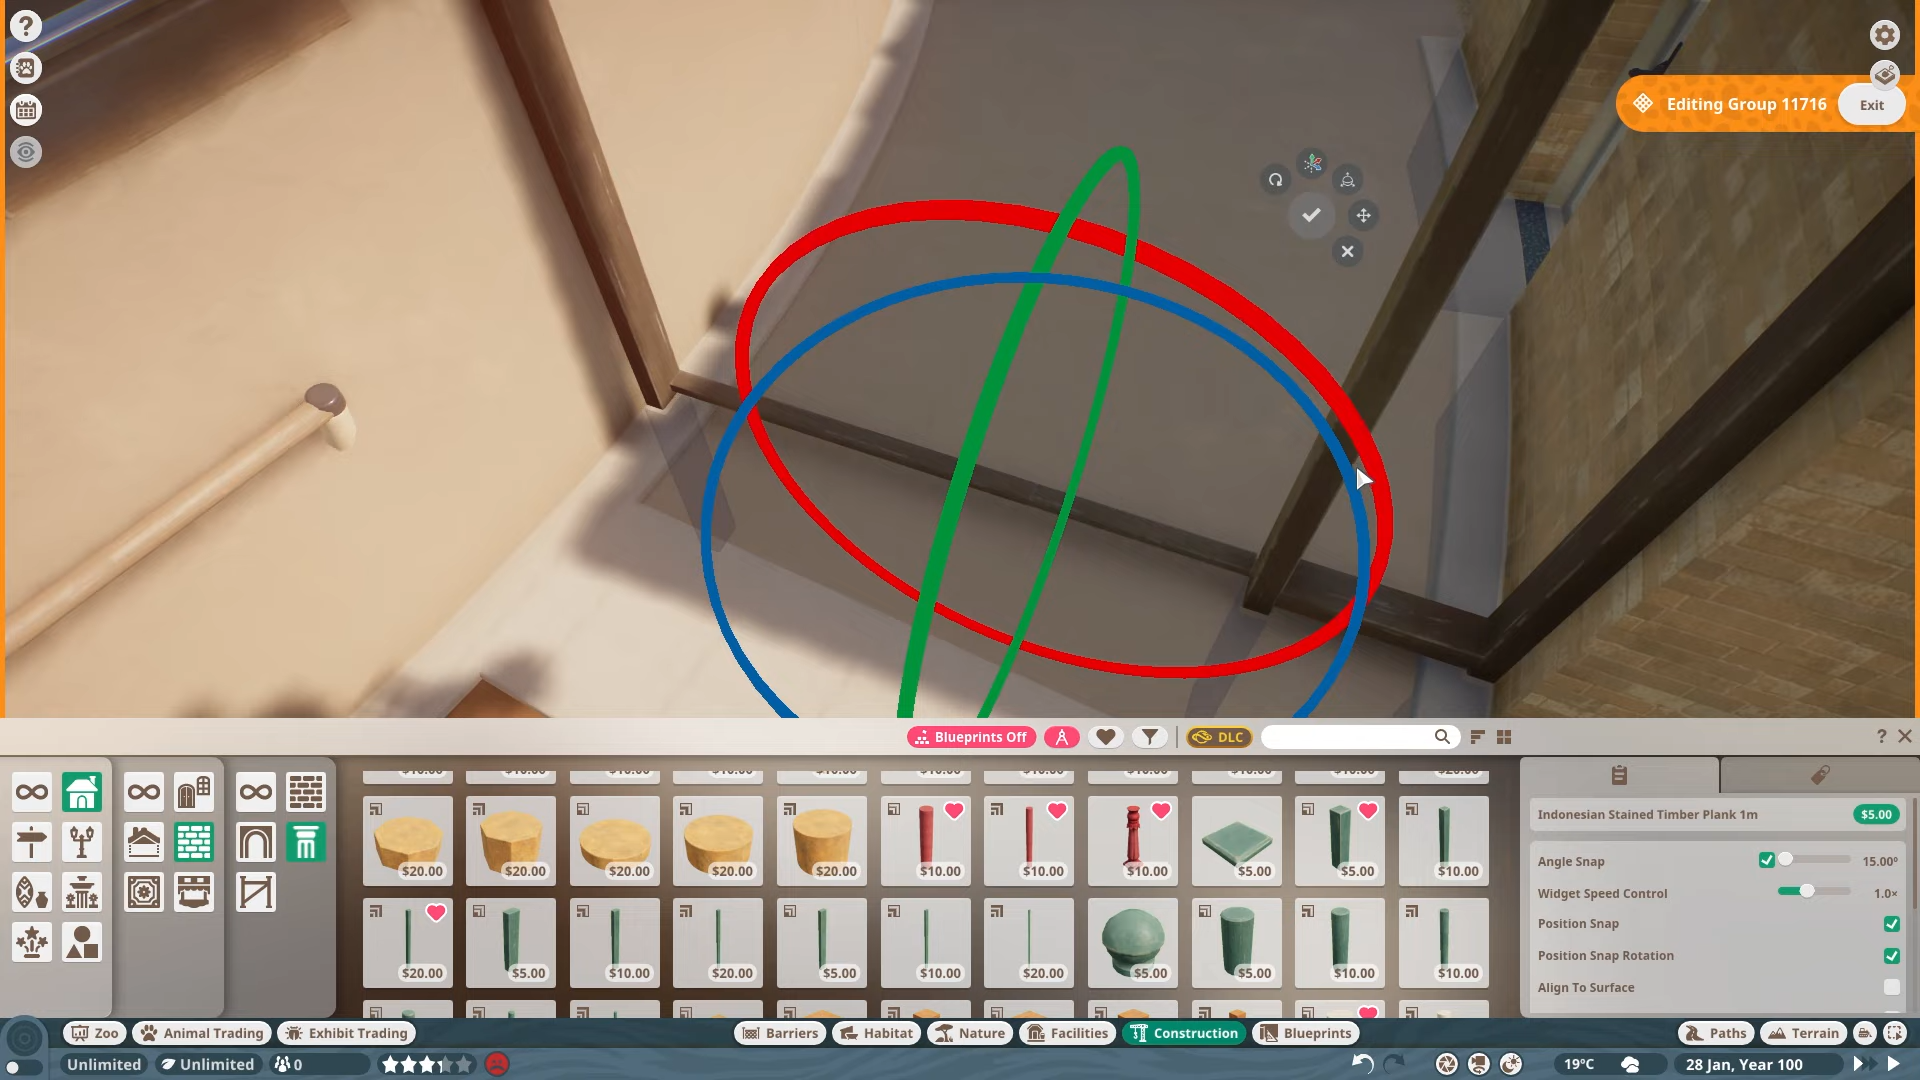 ?
Editing Group 11716
Exit
Blueprints Off
DLC
?
$20.00
$20.00
$20.00
$20.00
$20.00
$10.00
$10.00
$10.00
$5.00
$5.00
$10.00
$20.00
$5.00
$10.00
$20.00
$5.00
$10.00
$20.00
$5.00
$5.00
$10.00
$10.00
Indonesian Stained Timber Plank 1m
$5.00
Angle Snap
15.00°
Widget Speed Control
1.0×
Position Snap
Position Snap Rotation
Align To Surface
Zoo
Animal Trading
Exhibit Trading
Barriers
Habitat
Nature
Facilities
Construction
Blueprints
Paths
Terrain
Unlimited
Unlimited
0
19°C
28 Jan, Year 100